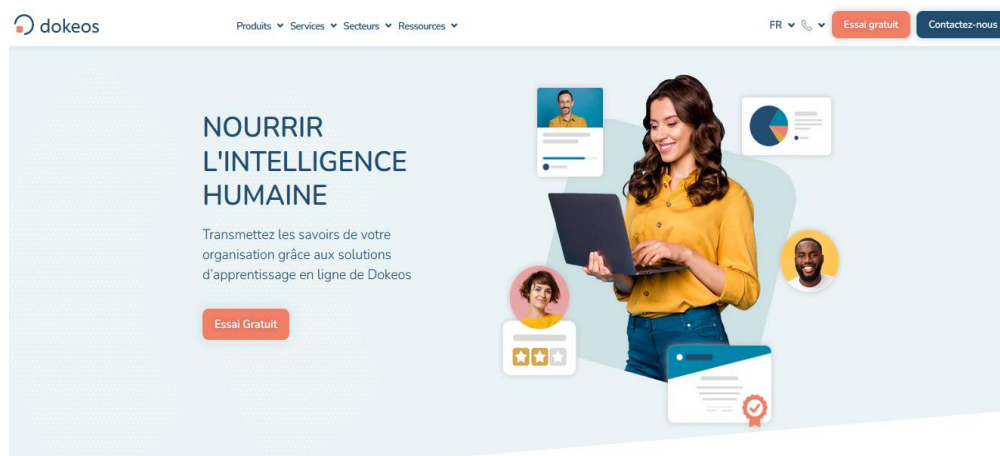 dokeos
Produits Services Secteurs Ressources
FR
Essai gratuit
Contactez-nous
NOURRIR
L'INTELLIGENCE
HUMAINE
Transmettez les savoirs de votre
organisation grâce aux solutions
d'apprentissage en ligne de Dokeos
Essai Gratuit